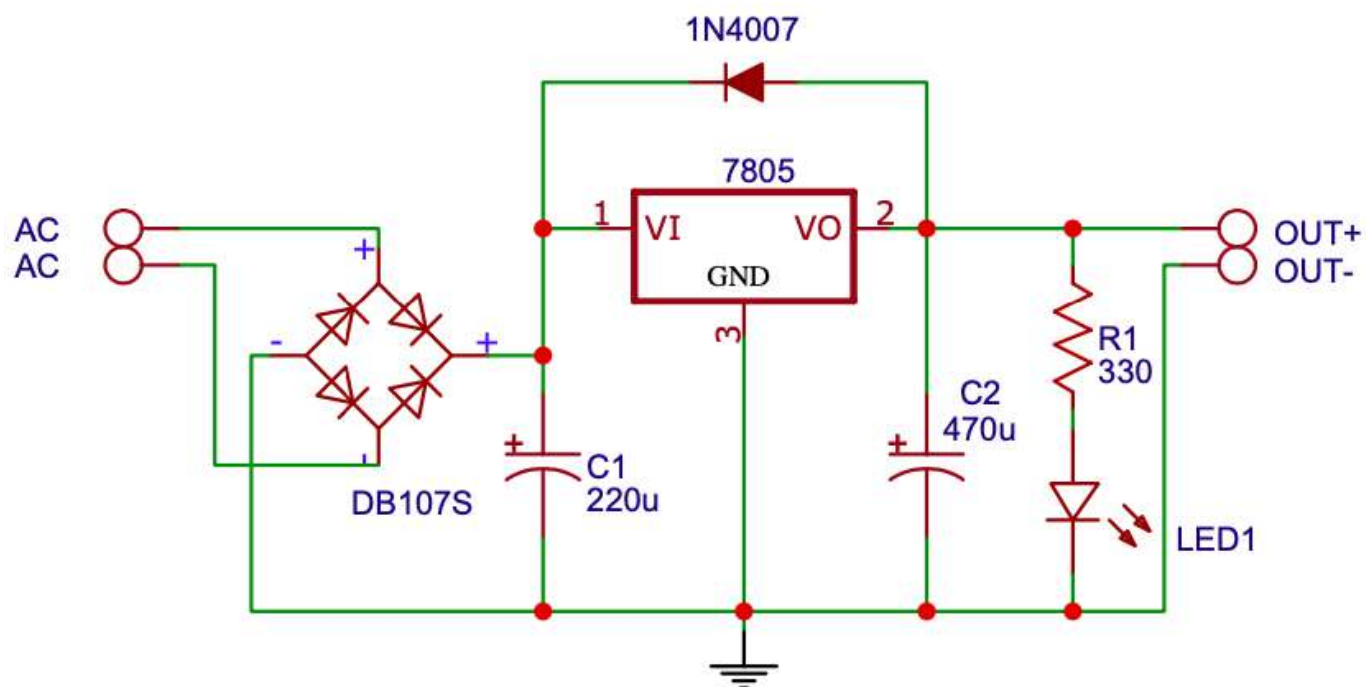 1N4007
7805
AC
AC
1
VI
VO
2
GND
3
OUT+
OUT-
+
-
+
-
DB107S
+
C1
220u
+
C2
470u
R1
330
LED1